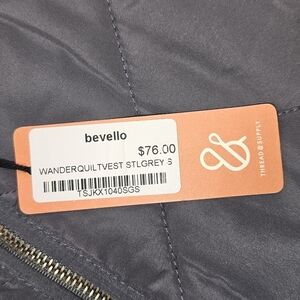 bevello
$76.00
WANDERQUILTVEST STLGREY S
TSJKX1040SGS
THREAD & SUPPLY